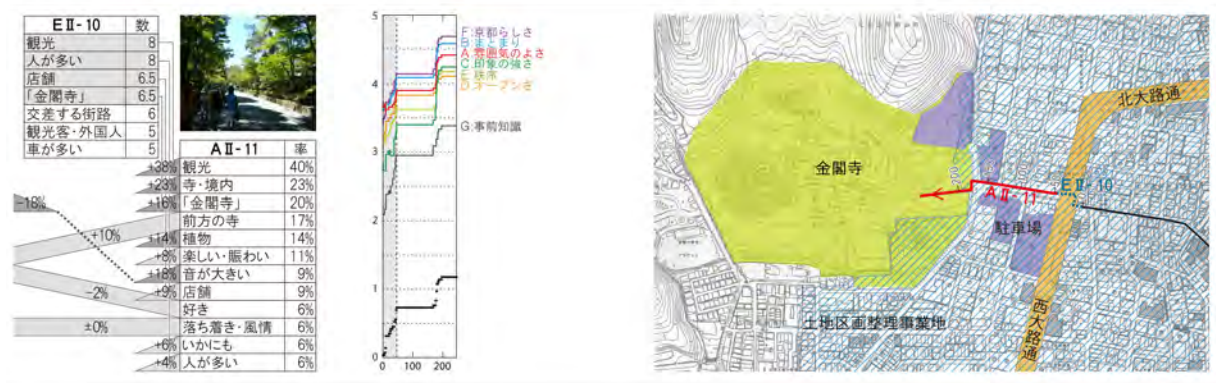 EⅡ-10 数
観光 8
人が多い 8
店舗 6.5
「金閣寺」 6.5
交差する街路 6
観光客・外国人 5
車が多い 5
AⅡ-11 率
+38% 観光 40%
+23% 寺・境内 23%
+16% 「金閣寺」 20%
前方の寺 17%
+14% 植物 14%
+8% 楽しい・賑わい 11%
+18% 音が大きい 9%
+9% 店舗 9%
好き 6%
落ち着き・風情 6%
+6% いかにも 6%
+4% 人が多い 6%
-18%
+10%
-2%
±0%
5
4
3
2
1
0
0 100 200
F:京都らしさ
B:まとまり
A:雰囲気のよさ
C:印象の強さ
E:秩序
D:オープンさ
G:事前知識
北大路通
金閣寺
200
100
EⅡ-10
AⅡ-11
駐車場
土地区画整理事業地
西大路通